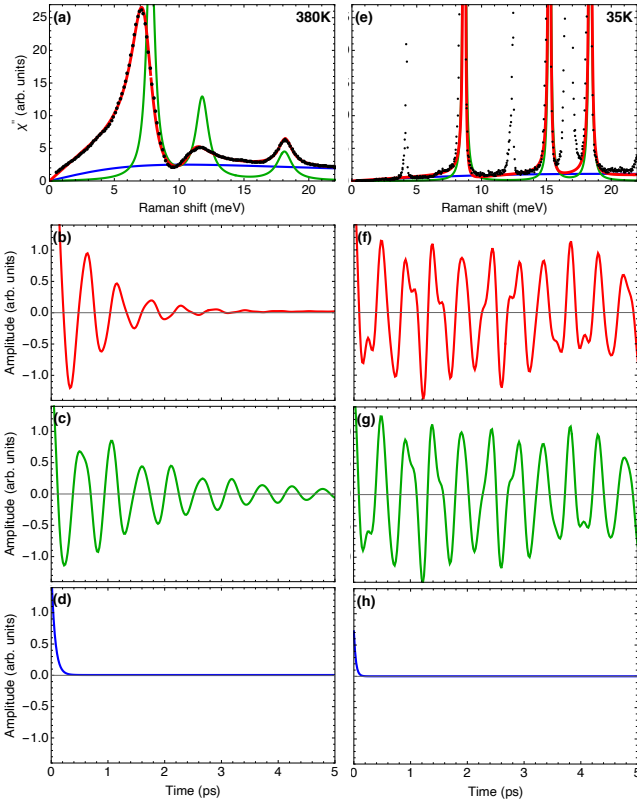 (a) 380K
χ'' (arb. units)
25
20
15
10
5
0
0 5 10 15 20
Raman shift (meV)
(e) 35K
0 5 10 15 20
Raman shift (meV)
(b)
Amplitude (arb. units)
1.0
0.5
0.0
−0.5
−1.0
(f)
(c)
Amplitude (arb. units)
1.0
0.5
0.0
−0.5
−1.0
(g)
(d)
Amplitude (arb. units)
1.0
0.5
0.0
−0.5
−1.0
0 1 2 3 4 5
Time (ps)
(h)
0 1 2 3 4 5
Time (ps)